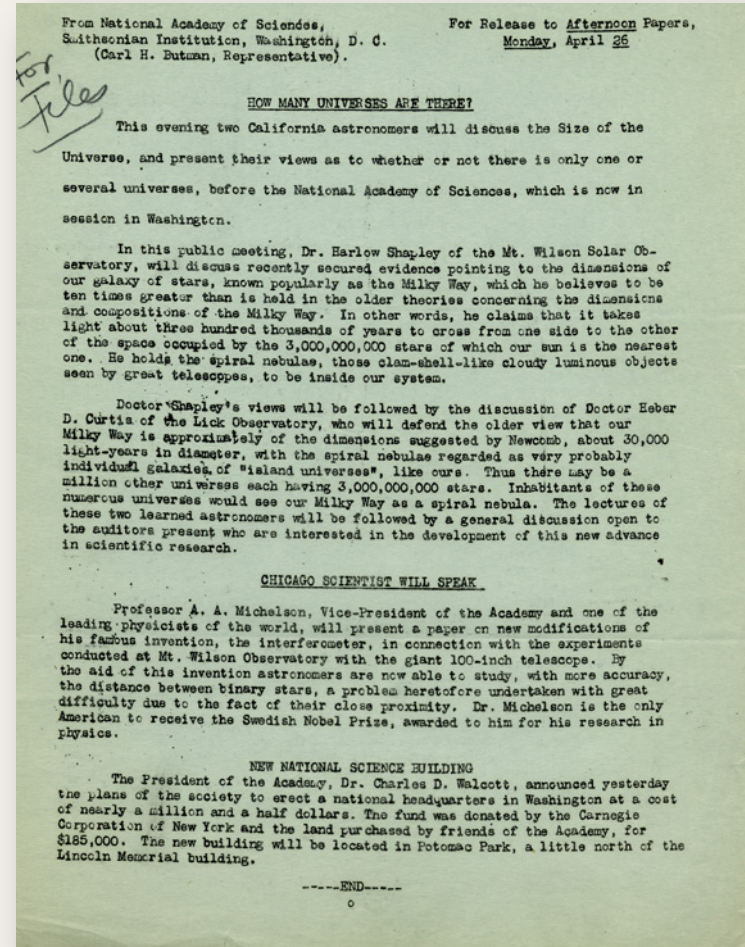 From National Academy of Sciences,
Smithsonian Institution, Washington, D. C.
(Carl H. Butman, Representative).
For Release to Afternoon Papers,
Monday, April 26
For
Files
HOW MANY UNIVERSES ARE THERE?
This evening two California astronomers will discuss the Size of the
Universe, and present their views as to whether or not there is only one or
several universes, before the National Academy of Sciences, which is now in
session in Washington.
In this public meeting, Dr. Harlow Shapley of the Mt. Wilson Solar Ob-
servatory, will discuss recently secured evidence pointing to the dimensions of
our galaxy of stars, known popularly as the Milky Way, which he believes to be
ten times greater than is held in the older theories concerning the dimensions
and compositions of the Milky Way. In other words, he claims that it takes
light about three hundred thousands of years to cross from one side to the other
of the space occupied by the 3,000,000,000 stars of which our sun is the nearest
one. He holds the spiral nebulae, those clam-shell-like cloudy luminous objects
seen by great telescopes, to be inside our system.
Doctor Shapley's views will be followed by the discussion of Doctor Heber
D. Curtis of the Lick Observatory, who will defend the older view that our
Milky Way is approximately of the dimensions suggested by Newcomb, about 30,000
light-years in diameter, with the spiral nebulae regarded as very probably
individual galaxies, of "island universes", like ours. Thus there may be a
million other universes each having 3,000,000,000 stars. Inhabitants of these
numerous universes would see our Milky Way as a spiral nebula. The lectures of
these two learned astronomers will be followed by a general discussion open to
the auditors present who are interested in the development of this new advance
in scientific research.
CHICAGO SCIENTIST WILL SPEAK
Professor A. A. Michelson, Vice-President of the Academy and one of the
leading physicists of the world, will present a paper on new modifications of
his famous invention, the interferometer, in connection with the experiments
conducted at Mt. Wilson Observatory with the giant 100-inch telescope. By
the aid of this invention astronomers are now able to study, with more accuracy,
the distance between binary stars, a problem heretofore undertaken with great
difficulty due to the fact of their close proximity. Dr. Michelson is the only
American to receive the Swedish Nobel Prize, awarded to him for his research in
physics.
NEW NATIONAL SCIENCE BUILDING
The President of the Academy, Dr. Charles D. Walcott, announced yesterday
the plans of the society to erect a national headquarters in Washington at a cost
of nearly a million and a half dollars. The fund was donated by the Carnegie
Corporation of New York and the land purchased by friends of the Academy, for
$185,000. The new building will be located in Potomac Park, a little north of the
Lincoln Memorial building.
-----END-----
o